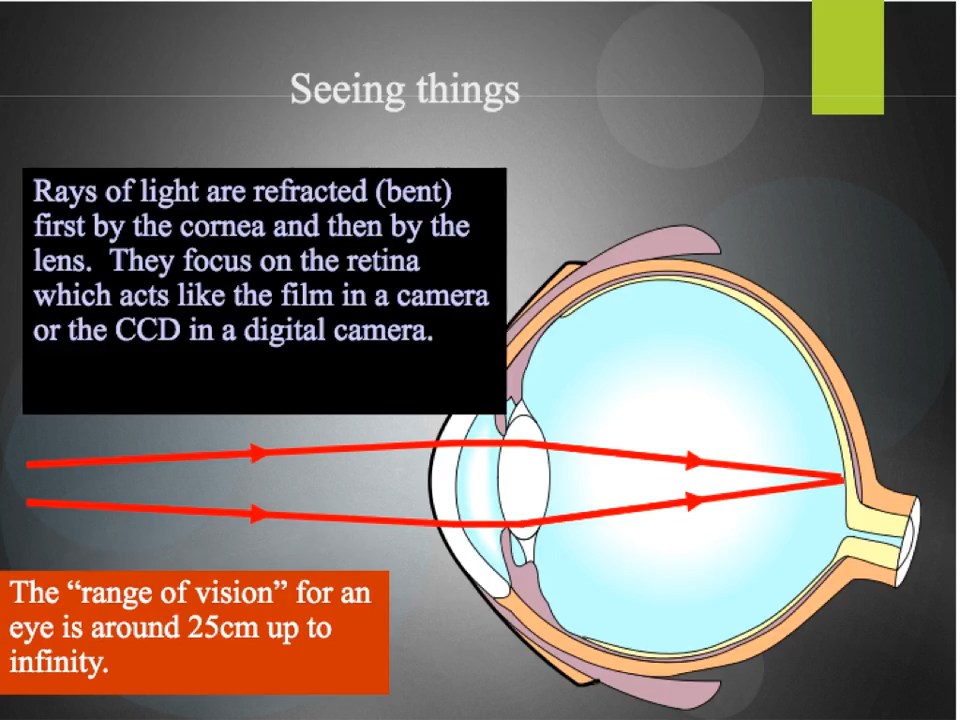 Seeing things
Rays of light are refracted (bent)
first by the cornea and then by the
lens. They focus on the retina
which acts like the film in a camera
or the CCD in a digital camera.
The “range of vision” for an
eye is around 25cm up to
infinity.